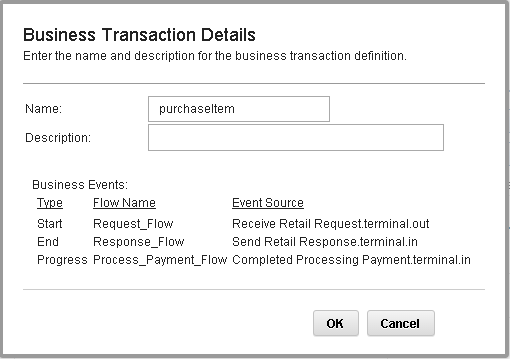 Business Transaction Details
Enter the name and description for the business transaction definition.
Name: purchaseItem
Description:
Business Events:
Type Flow Name Event Source
Start Request_Flow Receive Retail Request.terminal.out
End Response_Flow Send Retail Response.terminal.in
Progress Process_Payment_Flow Completed Processing Payment.terminal.in
OK Cancel